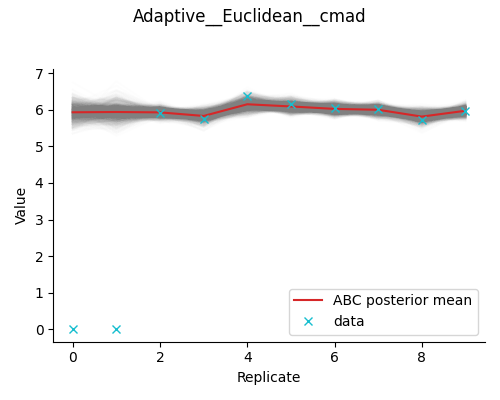 Adaptive__Euclidean__cmad
7
6
5
4
3
2
1
0
Value
0 2 4 6 8
Replicate
ABC posterior mean
data